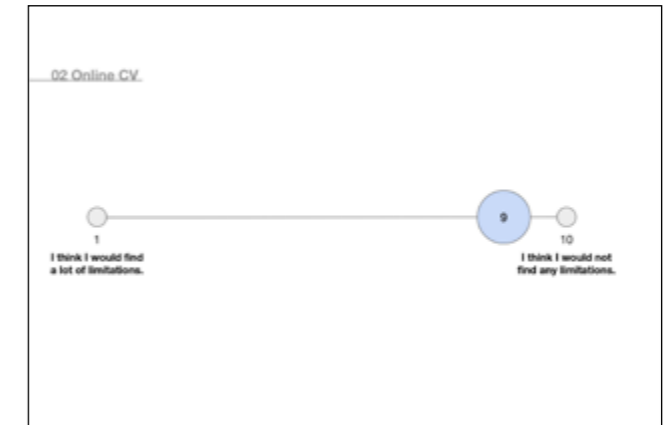 02 Online CV
9
1
10
I think I would find
a lot of limitations.
I think I would not
find any limitations.